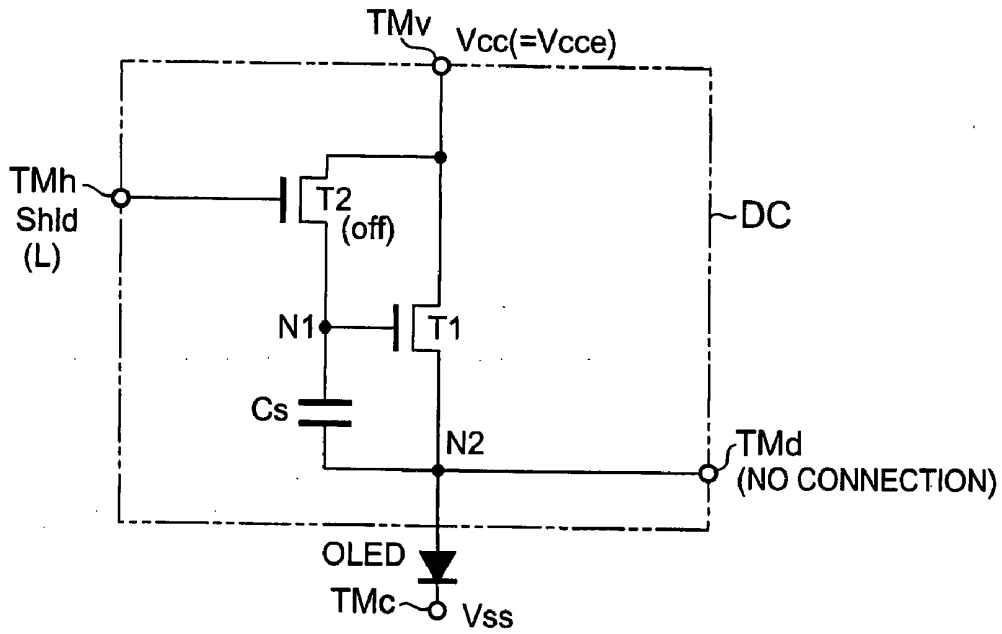 TMv
Vcc(=Vcce)
TMh
Shld
(L)
T2
(off)
DC
N1
T1
Cs
N2
TMd
(NO CONNECTION)
OLED
TMc
Vss